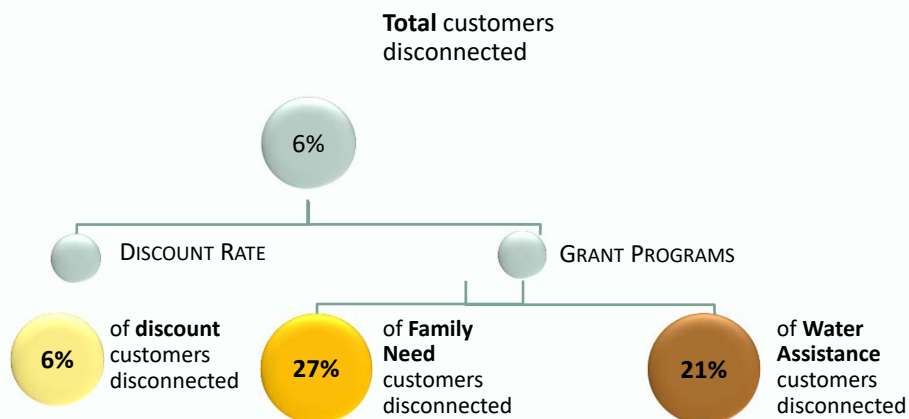 Total customers
disconnected
6%
DISCOUNT RATE
GRANT PROGRAMS
6%
of discount
customers
disconnected
27%
of Family
Need
customers
disconnected
21%
of Water
Assistance
customers
disconnected